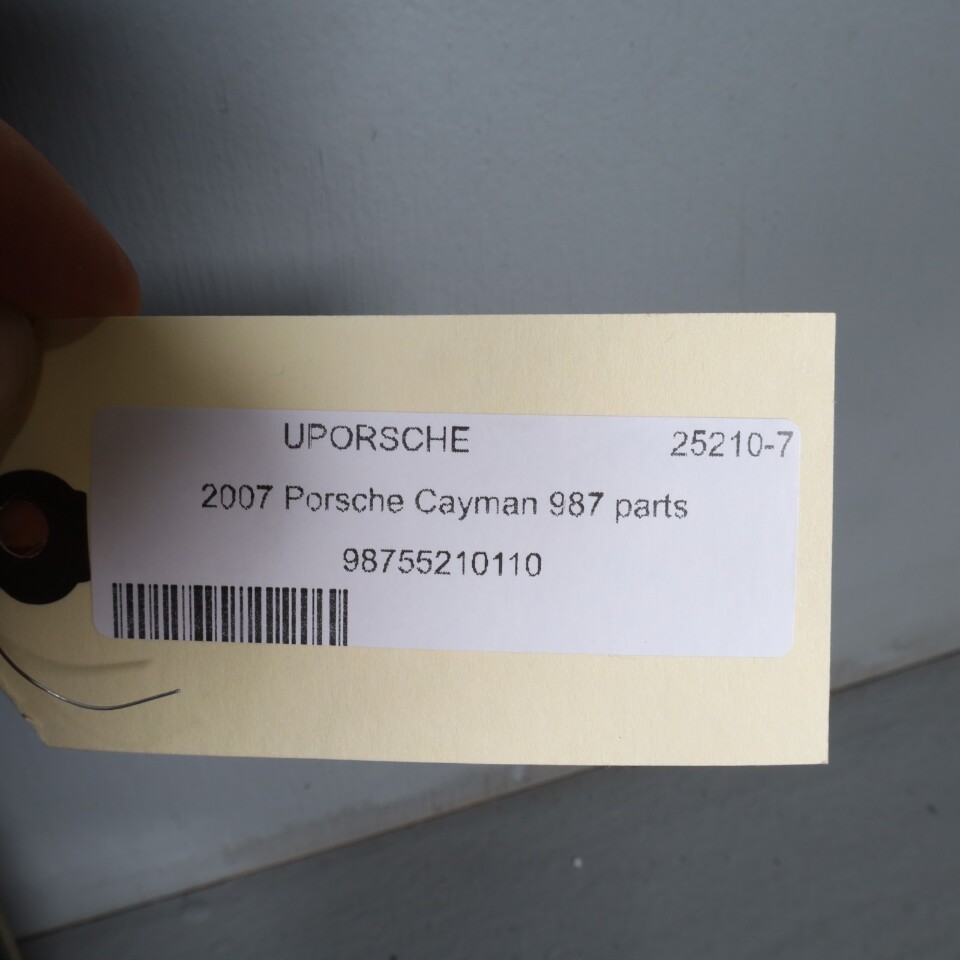 UPORSCHE 25210-7
2007 Porsche Cayman 987 parts
98755210110